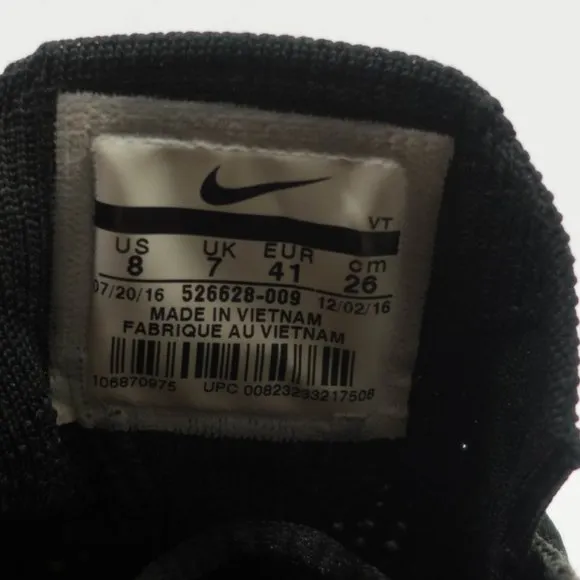 VT
US UK EUR cm
8 7 41 26
07/20/16 526628-009 12/02/16
MADE IN VIETNAM
FABRIQUE AU VIETNAM
106870975 UPC 00823233217506